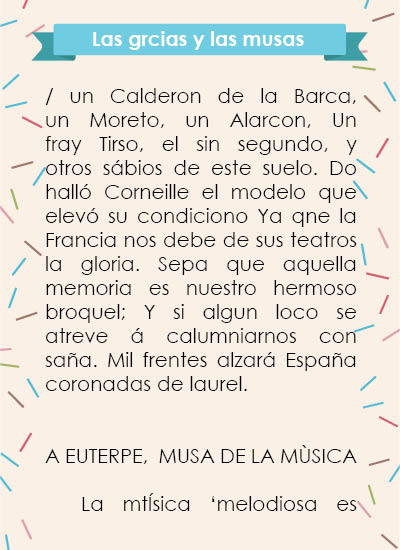 Las grcias y las musas
/ un Calderon de la Barca,
un Moreto, un Alarcon, Un
fray Tirso, el sin segundo, y
otros sábios de este suelo. Do
halló Corneille el modelo que
elevó su condiciono Ya qne la
Francia nos debe de sus teatros
la gloria. Sepa que aquella
memoria es nuestro hermoso
broquel; Y si algun loco se
atreve á calumniarnos con
saña. Mil frentes alzará España
coronadas de laurel.
A EUTERPE, MUSA DE LA MÙSICA
La mtÍsica ‘melodiosa es